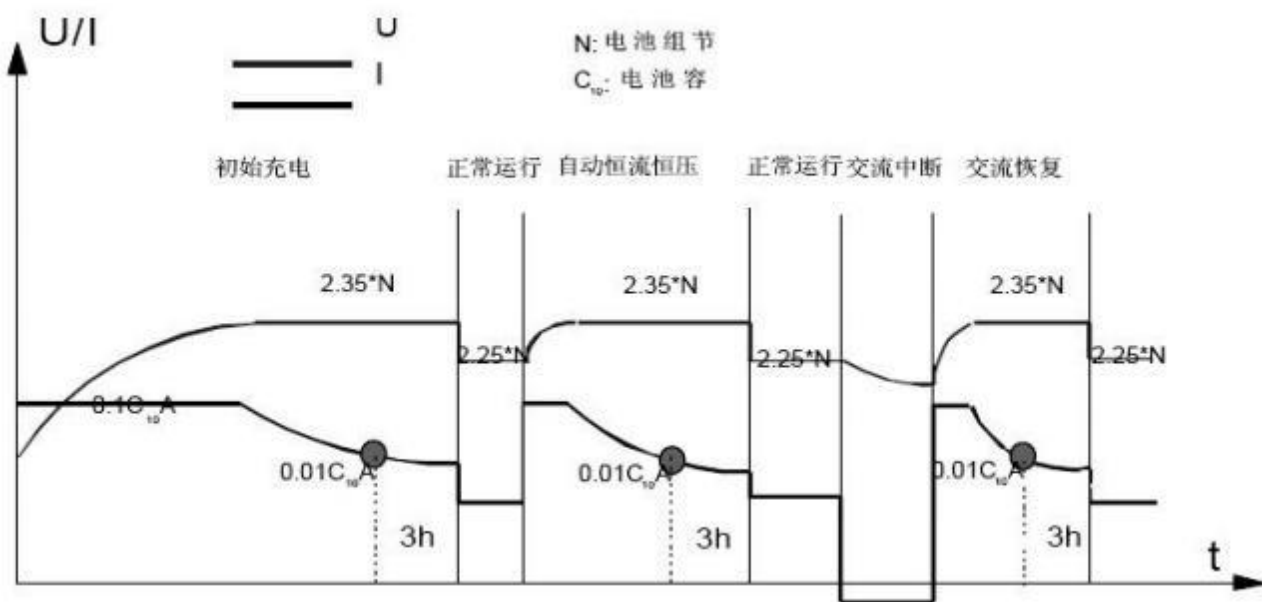 U/I
U
I
N: 电池组节
C₁₀: 电池容
初始充电
正常运行
自动恒流恒压
正常运行
交流中断
交流恢复
2.35*N
2.35*N
2.35*N
2.25*N
2.25*N
2.25*N
0.1C₁₀A
0.01C₁₀A
0.01C₁₀A
0.01C₁₀A
3h
3h
3h
t